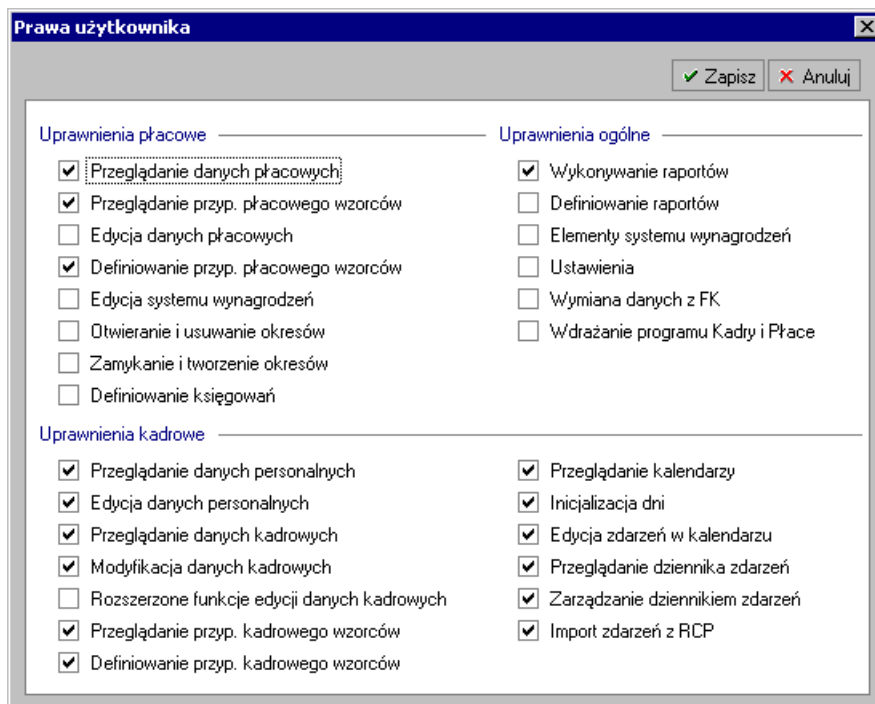 Prawa użytkownika
Zapisz
Anuluj
Uprawnienia płacowe
Przeglądanie danych płacowych
Przeglądanie przyp. płacowego wzorców
Edycja danych płacowych
Definiowanie przyp. płacowego wzorców
Edycja systemu wynagrodzeń
Otwieranie i usuwanie okresów
Zamykanie i tworzenie okresów
Definiowanie księgowań
Uprawnienia ogólne
Wykonywanie raportów
Definiowanie raportów
Elementy systemu wynagrodzeń
Ustawienia
Wymiana danych z FK
Wdrażanie programu Kadry i Płace
Uprawnienia kadrowe
Przeglądanie danych personalnych
Edycja danych personalnych
Przeglądanie danych kadrowych
Modyfikacja danych kadrowych
Rozszerzone funkcje edycji danych kadrowych
Przeglądanie przyp. kadrowego wzorców
Definiowanie przyp. kadrowego wzorców
Przeglądanie kalendarzy
Inicjalizacja dni
Edycja zdarzeń w kalendarzu
Przeglądanie dziennika zdarzeń
Zarządzanie dziennikiem zdarzeń
Import zdarzeń z RCP